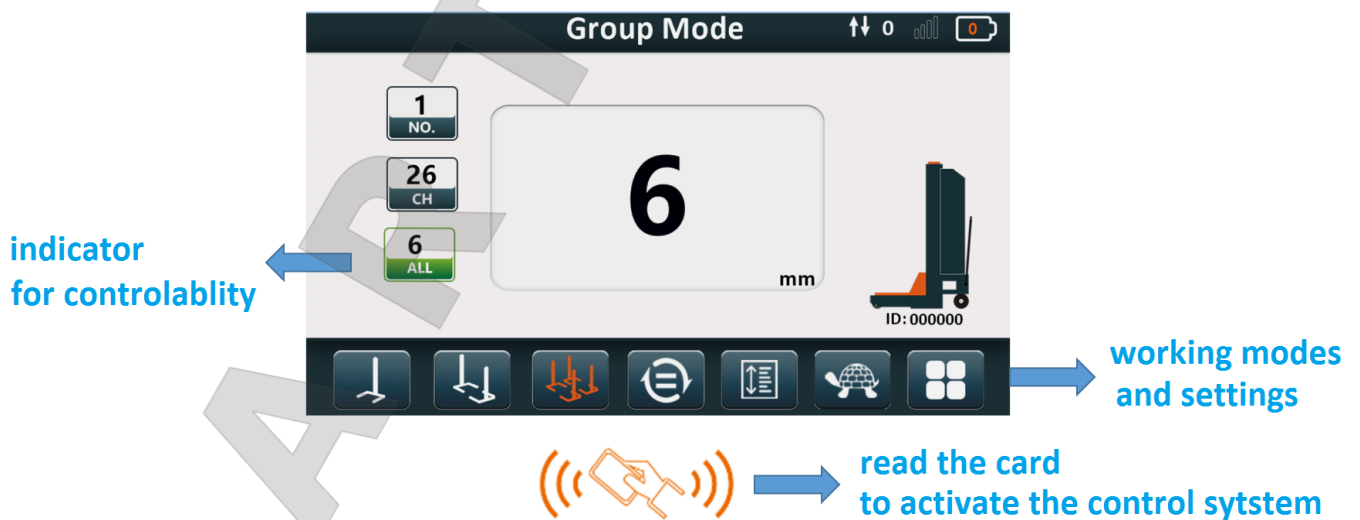 Group Mode
0
0
1
NO.
26
CH
6
ALL
6
mm
ID:000000
indicator
for controlablity
working modes
and settings
read the card
to activate the control sytstem